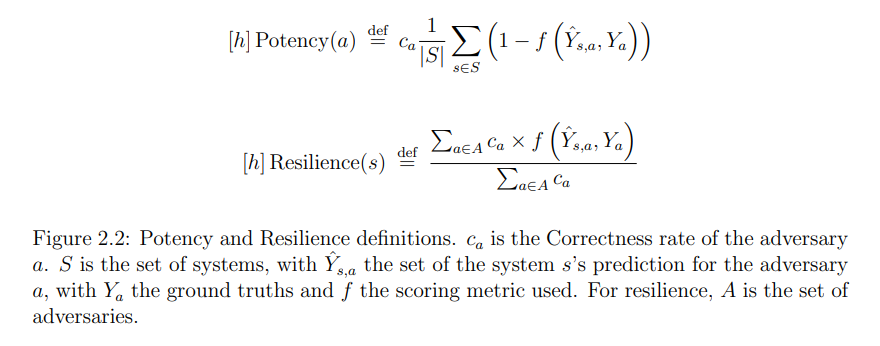 [h] Potency(a) def= c_a 1/|S| ∑_{s∈S} (1 − f (Ŷ_{s,a}, Y_a))
[h] Resilience(s) def= ∑_{a∈A} c_a × f (Ŷ_{s,a}, Y_a) / ∑_{a∈A} c_a
Figure 2.2: Potency and Resilience definitions. c_a is the Correctness rate of the adversary
a. S is the set of systems, with Ŷ_{s,a} the set of the system s's prediction for the adversary
a, with Y_a the ground truths and f the scoring metric used. For resilience, A is the set of
adversaries.